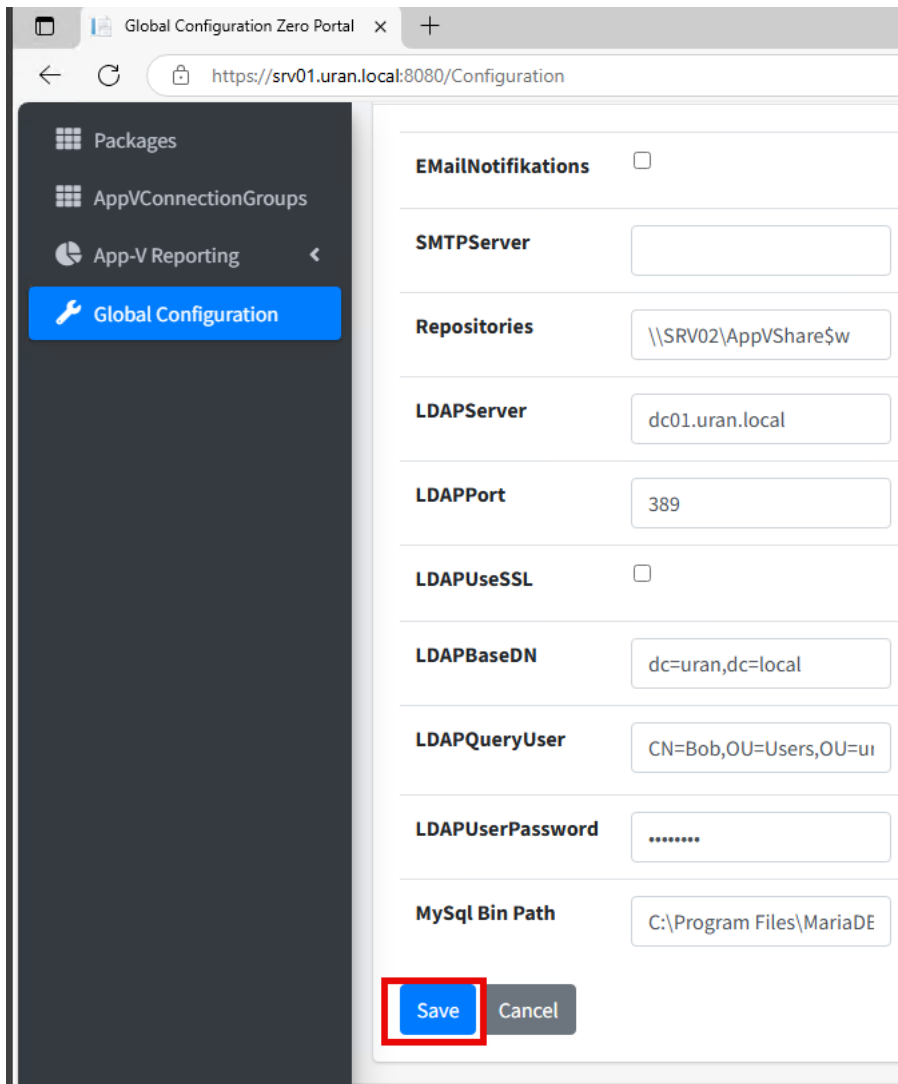 Global Configuration Zero Portal
https://srv01.uran.local:8080/Configuration
Packages
AppVConnectionGroups
App-V Reporting
Global Configuration
EMailNotifikations
SMTPServer
Repositories
\\SRV02\AppVShare$w
LDAPServer
dc01.uran.local
LDAPPort
389
LDAPUseSSL
LDAPBaseDN
dc=uran,dc=local
LDAPQueryUser
CN=Bob,OU=Users,OU=ur
LDAPUserPassword
••••••••
MySql Bin Path
C:\Program Files\MariaDB
Save Cancel